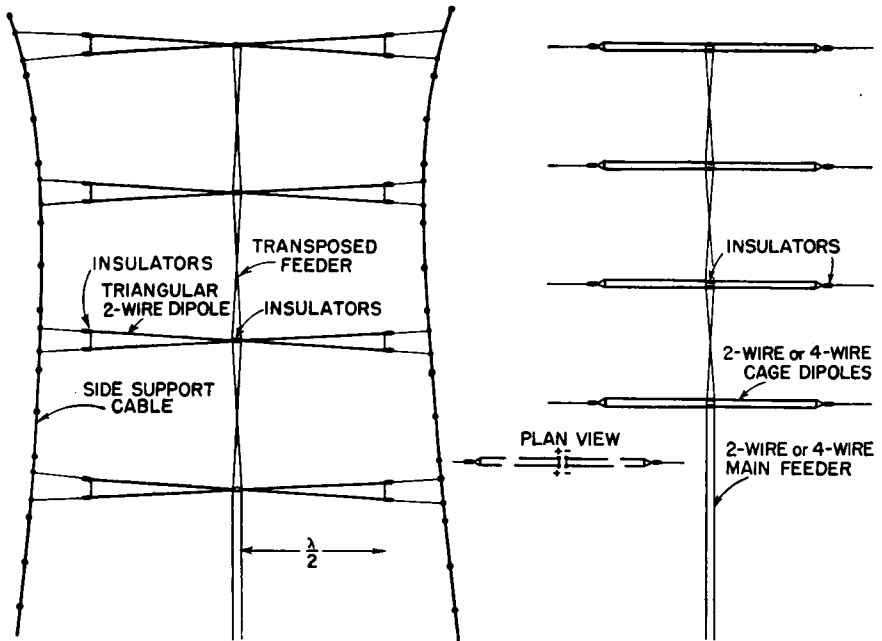 INSULATORS
TRIANGULAR
2-WIRE DIPOLE
TRANSPOSED
FEEDER
INSULATORS
SIDE SUPPORT
CABLE
λ
2
INSULATORS
2-WIRE or 4-WIRE
CAGE DIPOLES
PLAN VIEW
+ -
+ -
2-WIRE or 4-WIRE
MAIN FEEDER